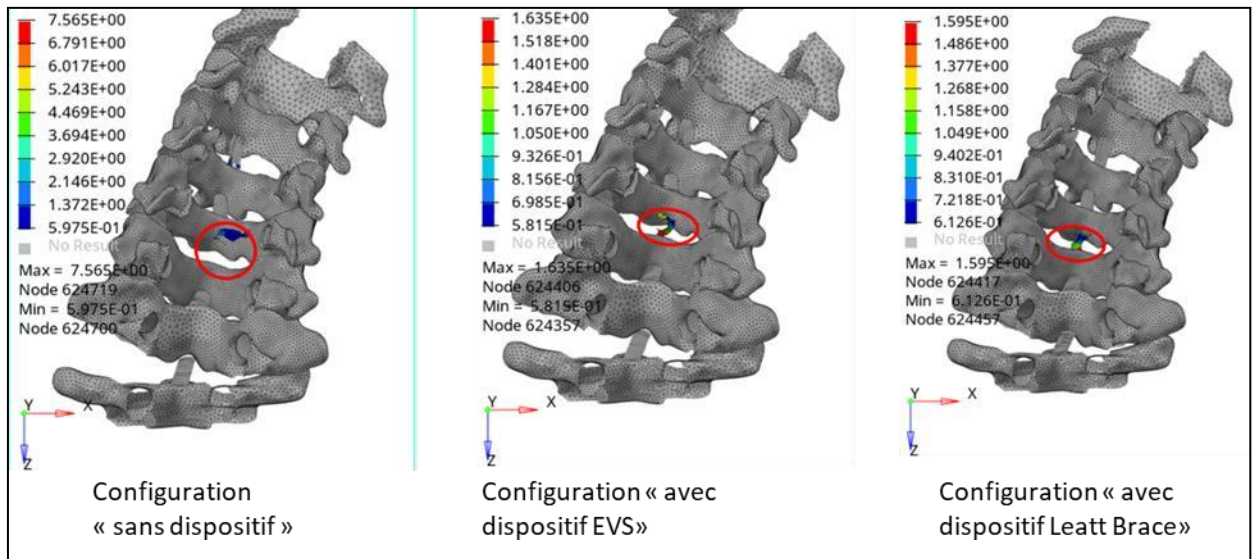 7.565E+00
6.791E+00
6.017E+00
5.243E+00
4.469E+00
3.694E+00
2.920E+00
2.146E+00
1.372E+00
5.975E-01
No Result
Max = 7.565E+00
Node 624719
Min = 5.975E-01
Node 624700
Y X
Z
Configuration
« sans dispositif »
1.635E+00
1.518E+00
1.401E+00
1.284E+00
1.167E+00
1.050E+00
9.326E-01
8.156E-01
6.985E-01
5.815E-01
No Result
Max = 1.635E+00
Node 624406
Min = 5.815E-01
Node 624357
Y X
Z
Configuration « avec
dispositif EVS»
1.595E+00
1.486E+00
1.377E+00
1.268E+00
1.158E+00
1.049E+00
9.402E-01
8.310E-01
7.218E-01
6.126E-01
No Result
Max = 1.595E+00
Node 624417
Min = 6.126E-01
Node 624457
Y X
Z
Configuration « avec
dispositif Leatt Brace»